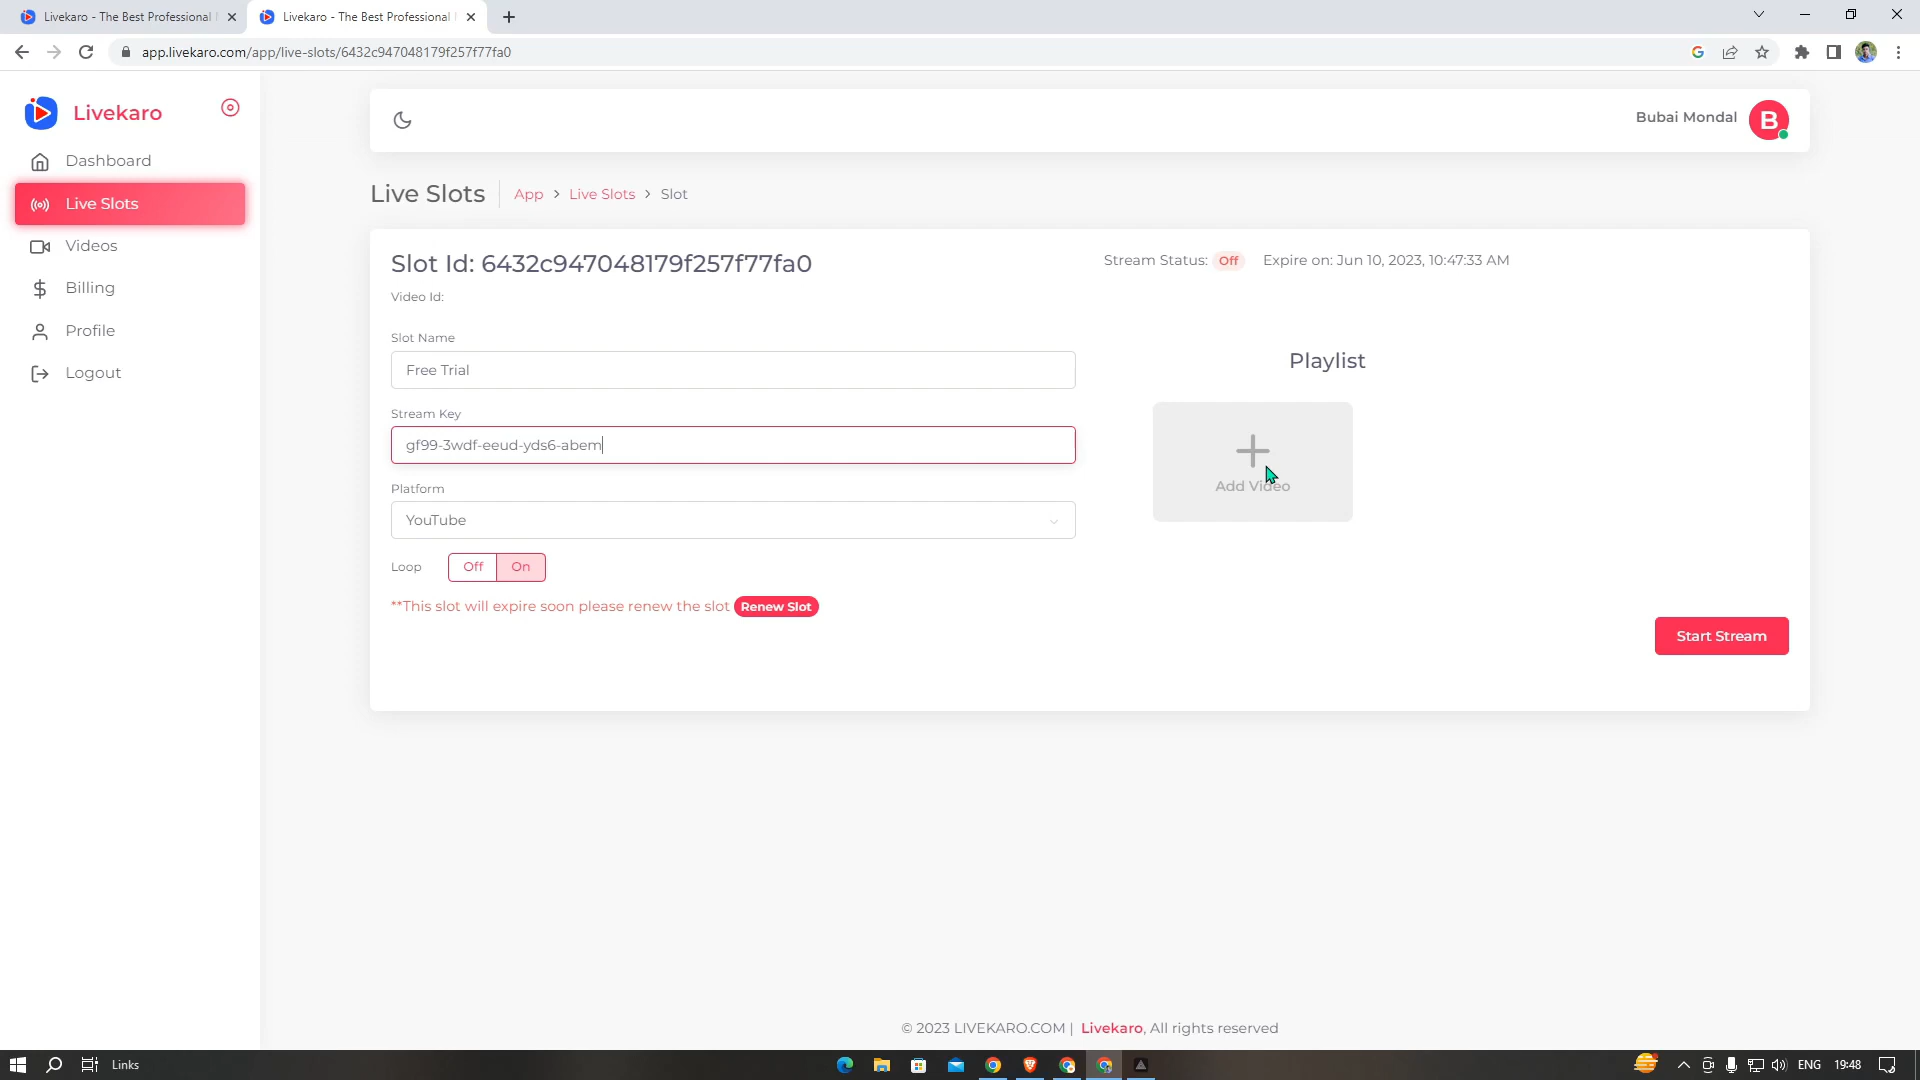 Livekaro - The Best Professional
Livekaro - The Best Professional
app.livekaro.com/app/live-slots/6432c947048179f257f77fa0
Livekaro
Dashboard
Live Slots
Videos
Billing
Profile
Logout
Bubai Mondal B
Live Slots App > Live Slots > Slot
Slot Id: 6432c947048179f257f77fa0
Stream Status: Off Expire on: Jun 10, 2023, 10:47:33 AM
Video Id:
Slot Name
Free Trial
Stream Key
gf99-3wdf-eeud-yds6-abem
Platform
YouTube
Loop Off On
**This slot will expire soon please renew the slot Renew Slot
Playlist
Add Video
Start Stream
© 2023 LIVEKARO.COM | Livekaro, All rights reserved
Links
ENG 19:48